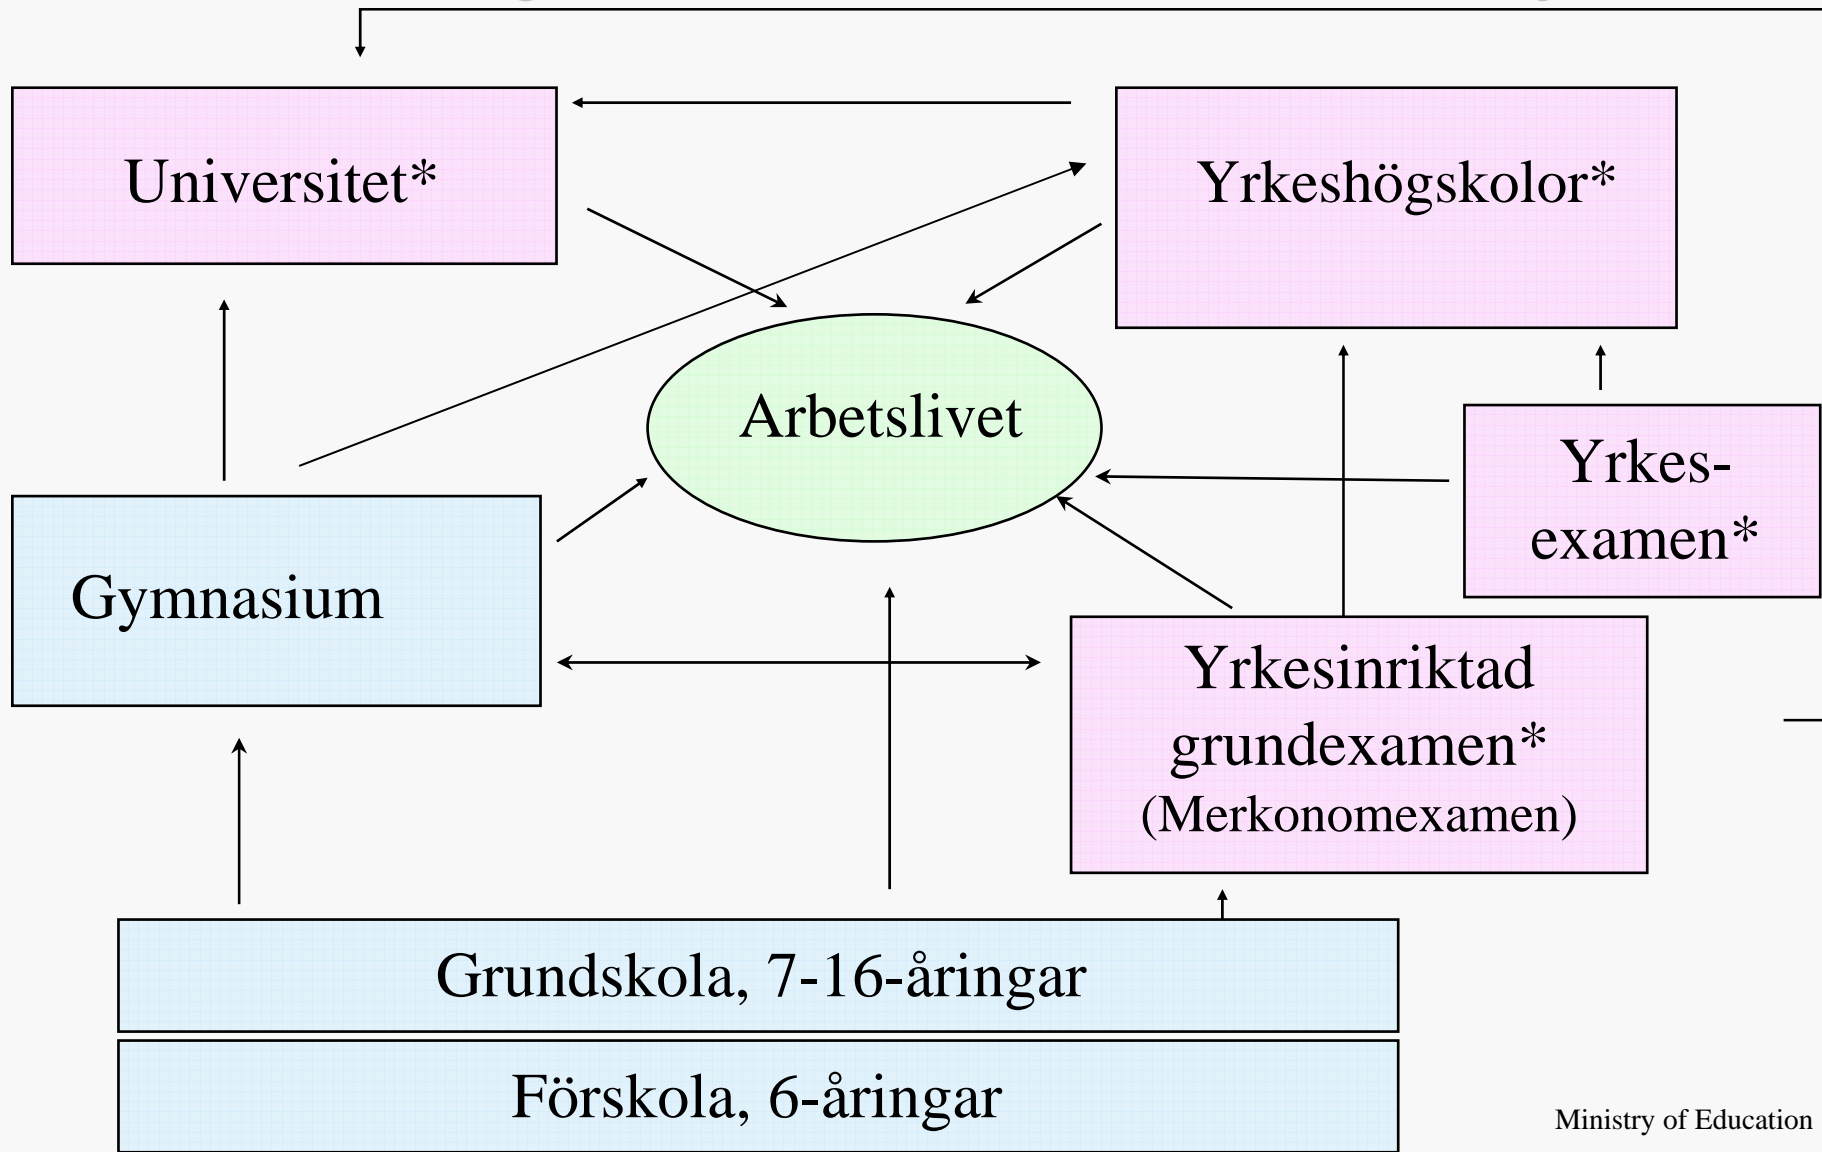 Universitet*
Yrkeshögskolor*
Arbetslivet
Yrkes-
examen*
Gymnasium
Yrkesinriktad
grundexamen*
(Merkonomexamen)
Grundskola, 7-16-åringar
Förskola, 6-åringar
Ministry of Education